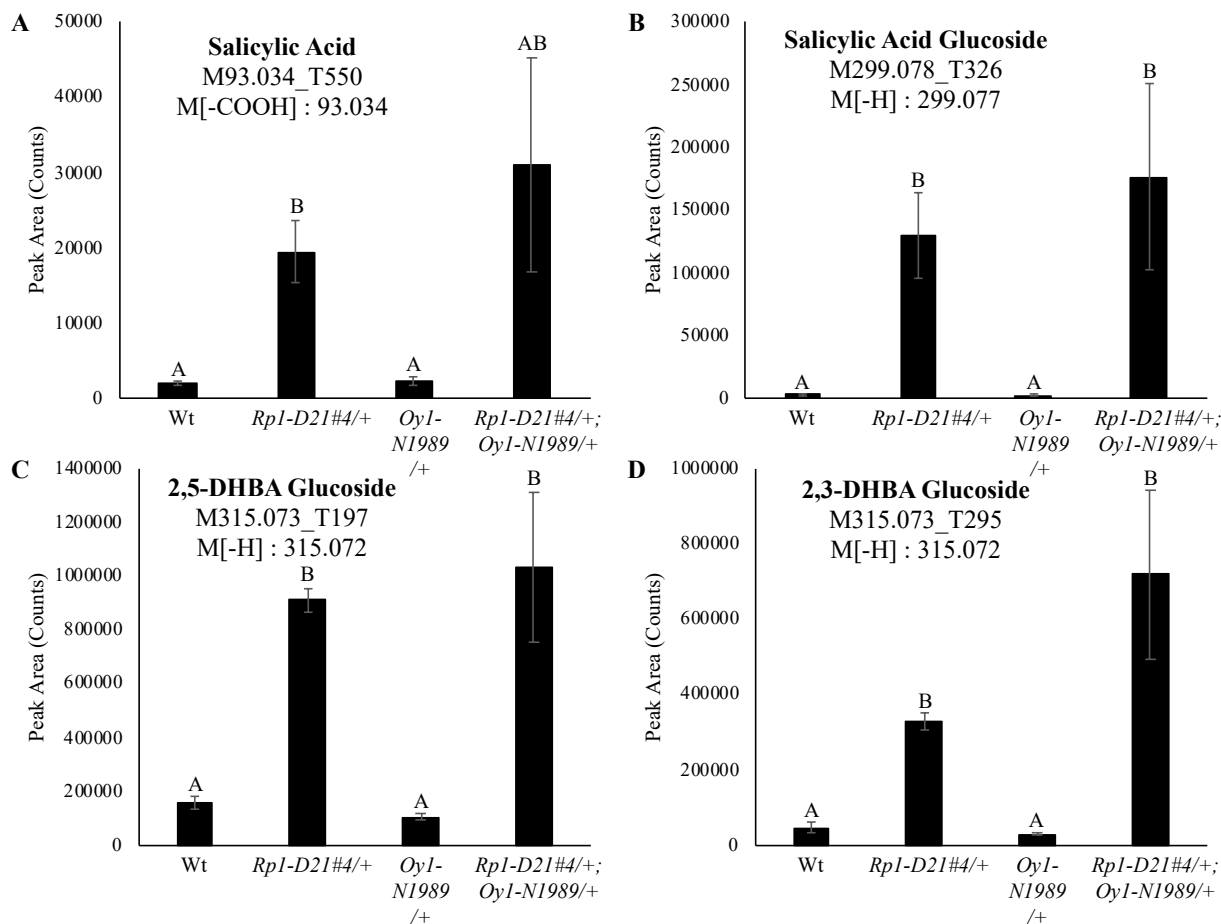 A
Salicylic Acid
M93.034_T550
M[-COOH] : 93.034
Peak Area (Counts)
50000
40000
30000
20000
10000
0
A
B
A
AB
Wt
Rp1-D21#4/+
Oy1-
N1989
/+
Rp1-D21#4/+;
Oy1-N1989/+
B
Salicylic Acid Glucoside
M299.078_T326
M[-H] : 299.077
Peak Area (Counts)
300000
250000
200000
150000
100000
50000
0
A
B
A
B
Wt
Rp1-D21#4/+
Oy1-
N1989
/+
Rp1-D21#4/+;
Oy1-N1989/+
C
2,5-DHBA Glucoside
M315.073_T197
M[-H] : 315.072
Peak Area (Counts)
1400000
1200000
1000000
800000
600000
400000
200000
0
A
B
A
B
Wt
Rp1-D21#4/+
Oy1-
N1989
/+
Rp1-D21#4/+;
Oy1-N1989/+
D
2,3-DHBA Glucoside
M315.073_T295
M[-H] : 315.072
Peak Area (Counts)
1000000
800000
600000
400000
200000
0
A
B
A
B
Wt
Rp1-D21#4/+
Oy1-
N1989
/+
Rp1-D21#4/+;
Oy1-N1989/+